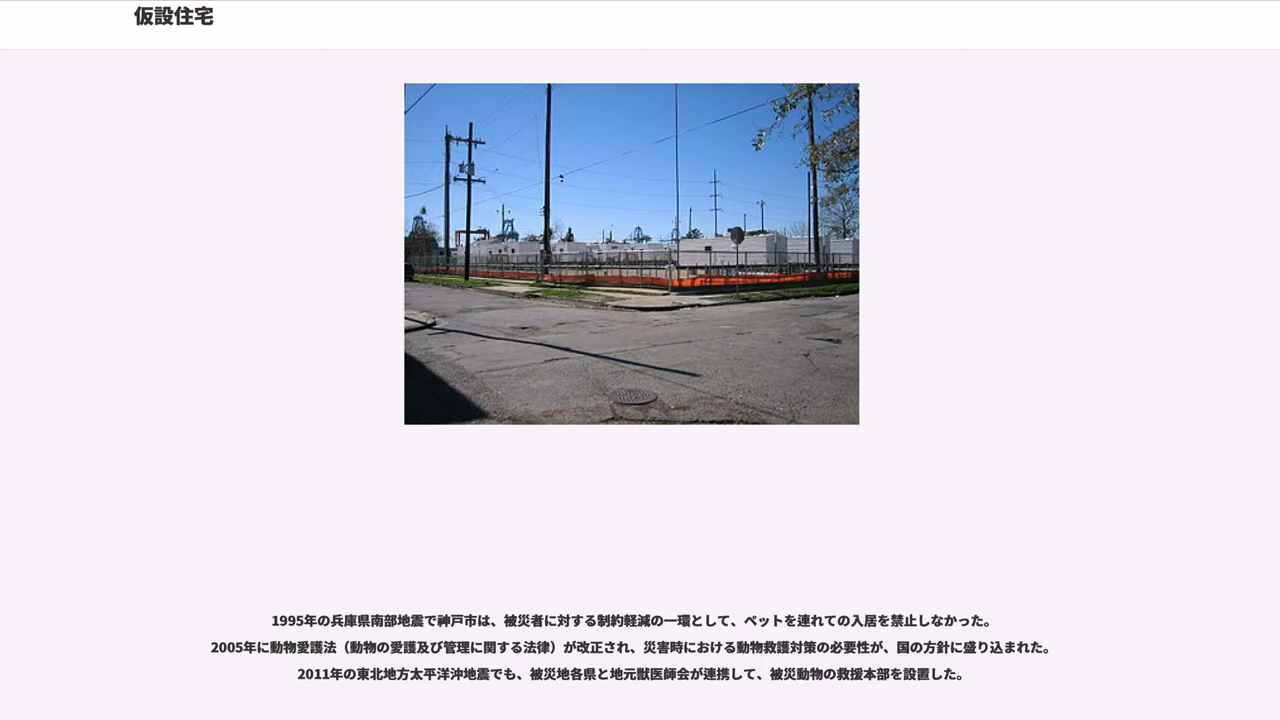 仮設住宅
1995年の兵庫県南部地震で神戸市は、被災者に対する制約軽減の一環として、ペットを連れての入居を禁止しなかった。
2005年に動物愛護法（動物の愛護及び管理に関する法律）が改正され、災害時における動物救護対策の必要性が、国の方針に盛り込まれた。
2011年の東北地方太平洋沖地震でも、被災地各県と地元獣医師会が連携して、被災動物の救援本部を設置した。